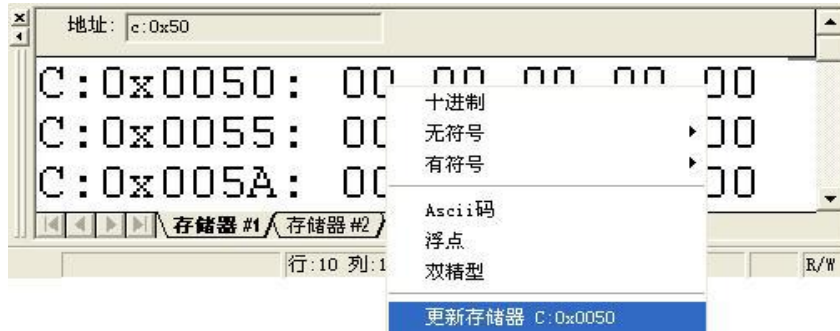 地址: c:0x50
C:0x0050: 00 00 00 00 00
十进制
C:0x0055: 00 00
无符号
有符号
C:0x005A: 00 00
Ascii码
存储器 #1 存储器 #2
浮点
行:10 列:1 R/W
双精型
更新存储器 C:0x0050